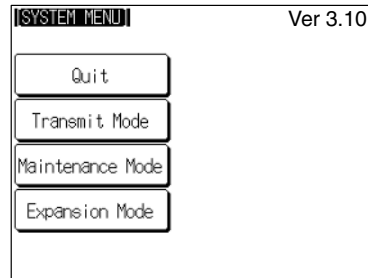 [SYSTEM MENU]
Ver 3.10
Quit
Transmit Mode
Maintenance Mode
Expansion Mode